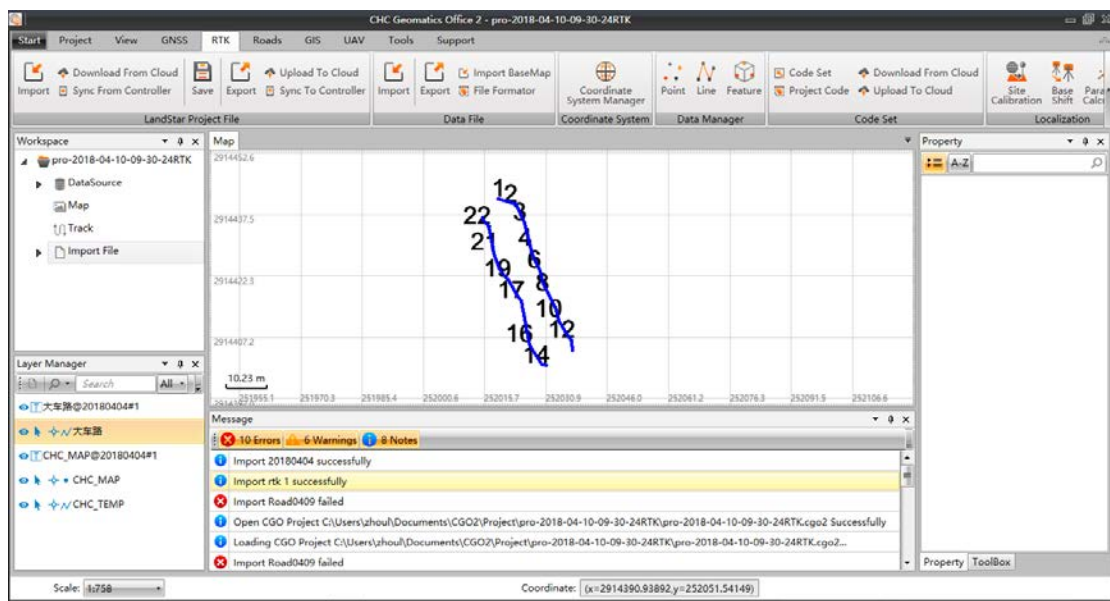 CHC Geomatics Office 2 - pro-2018-04-10-09-30-24RTK
Start Project View GNSS RTK Roads GIS UAV Tools Support
Import Download From Cloud Sync From Controller Save Export Upload To Cloud Sync To Controller Import Export Import BaseMap File Formator Coordinate System Manager Point Line Feature Code Set Project Code Download From Cloud Upload To Cloud Site Calibration Base Shift
LandStar Project File Data File Coordinate System Data Manager Code Set Localization
Workspace
pro-2018-04-10-09-30-24RTK
DataSource
Map
Track
Import File
Layer Manager
Search All
大车路@20180404#1
大车路
CHC_MAP@20180404#1
CHC_MAP
CHC_TEMP
Map
2914452.6
2914437.5
2914422.3
2914407.2
12
3
22
4
21
6
19
8
17
10
16
12
14
10.23 m
251955.1 251970.3 251985.4 252000.6 252015.7 252030.9 252046.0 252061.2 252076.3 252091.5 252106.6
Message
10 Errors 6 Warnings 8 Notes
Import 20180404 successfully
Import rtk 1 successfully
Import Road0409 failed
Open CGO Project C:\Users\zhoul\Documents\CGO2\Project\pro-2018-04-10-09-30-24RTK\pro-2018-04-10-09-30-24RTK.cgo2 Successfully
Loading CGO Project C:\Users\zhoul\Documents\CGO2\Project\pro-2018-04-10-09-30-24RTK\pro-2018-04-10-09-30-24RTK.cgo2...
Import Road0409 failed
Property
A-Z
Property ToolBox
Scale: 1:758 Coordinate: (x=2914390.93892,y=252051.54149)